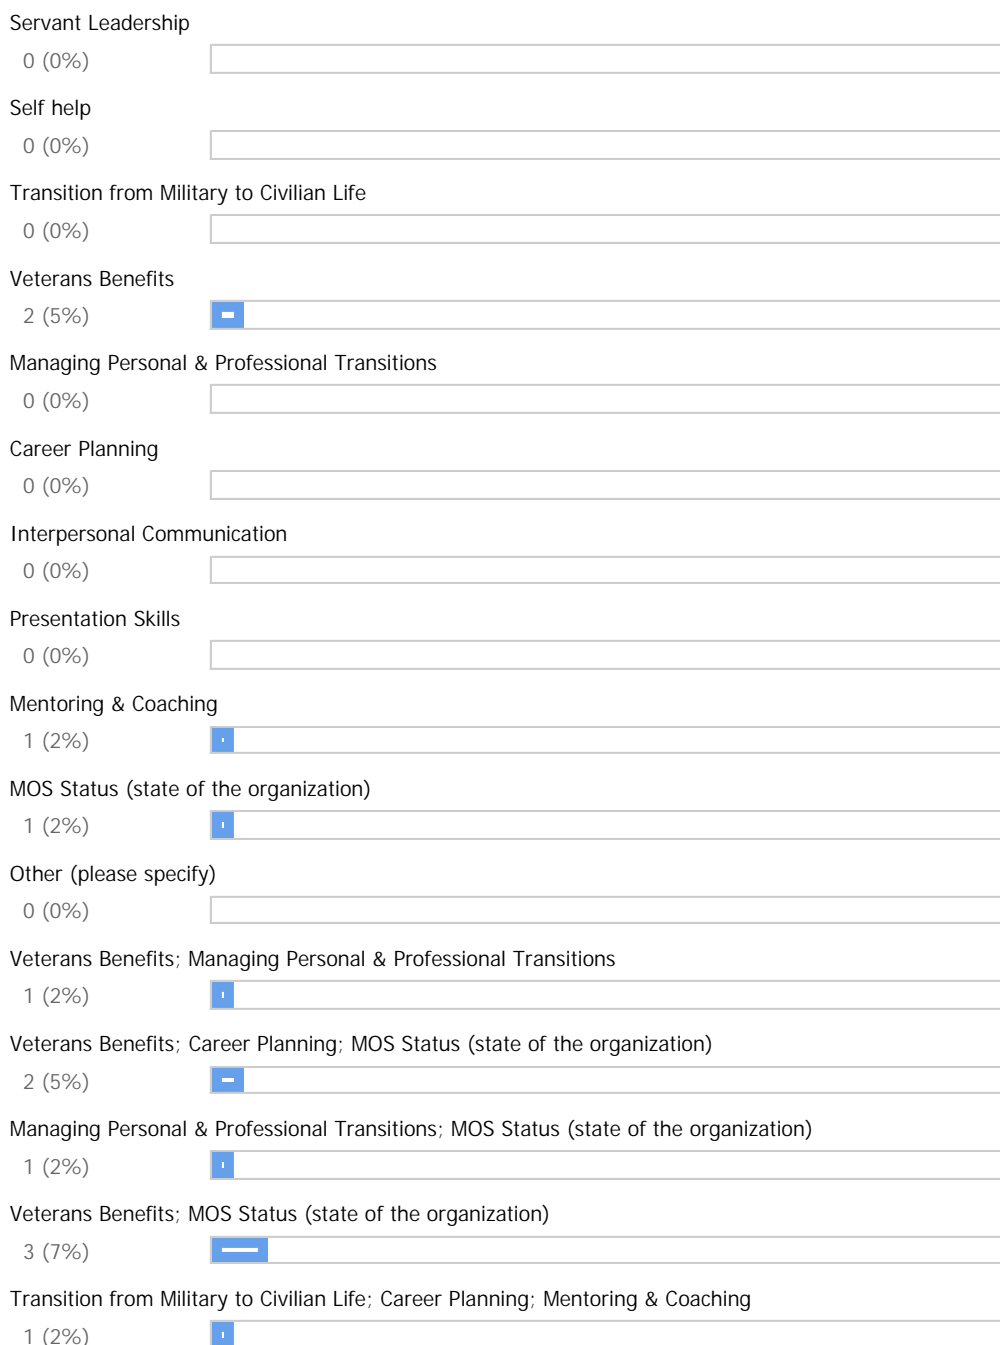 Servant Leadership
0 (0%)
Self help
0 (0%)
Transition from Military to Civilian Life
0 (0%)
Veterans Benefits
2 (5%)
Managing Personal & Professional Transitions
0 (0%)
Career Planning
0 (0%)
Interpersonal Communication
0 (0%)
Presentation Skills
0 (0%)
Mentoring & Coaching
1 (2%)
MOS Status (state of the organization)
1 (2%)
Other (please specify)
0 (0%)
Veterans Benefits; Managing Personal & Professional Transitions
1 (2%)
Veterans Benefits; Career Planning; MOS Status (state of the organization)
2 (5%)
Managing Personal & Professional Transitions; MOS Status (state of the organization)
1 (2%)
Veterans Benefits; MOS Status (state of the organization)
3 (7%)
Transition from Military to Civilian Life; Career Planning; Mentoring & Coaching
1 (2%)